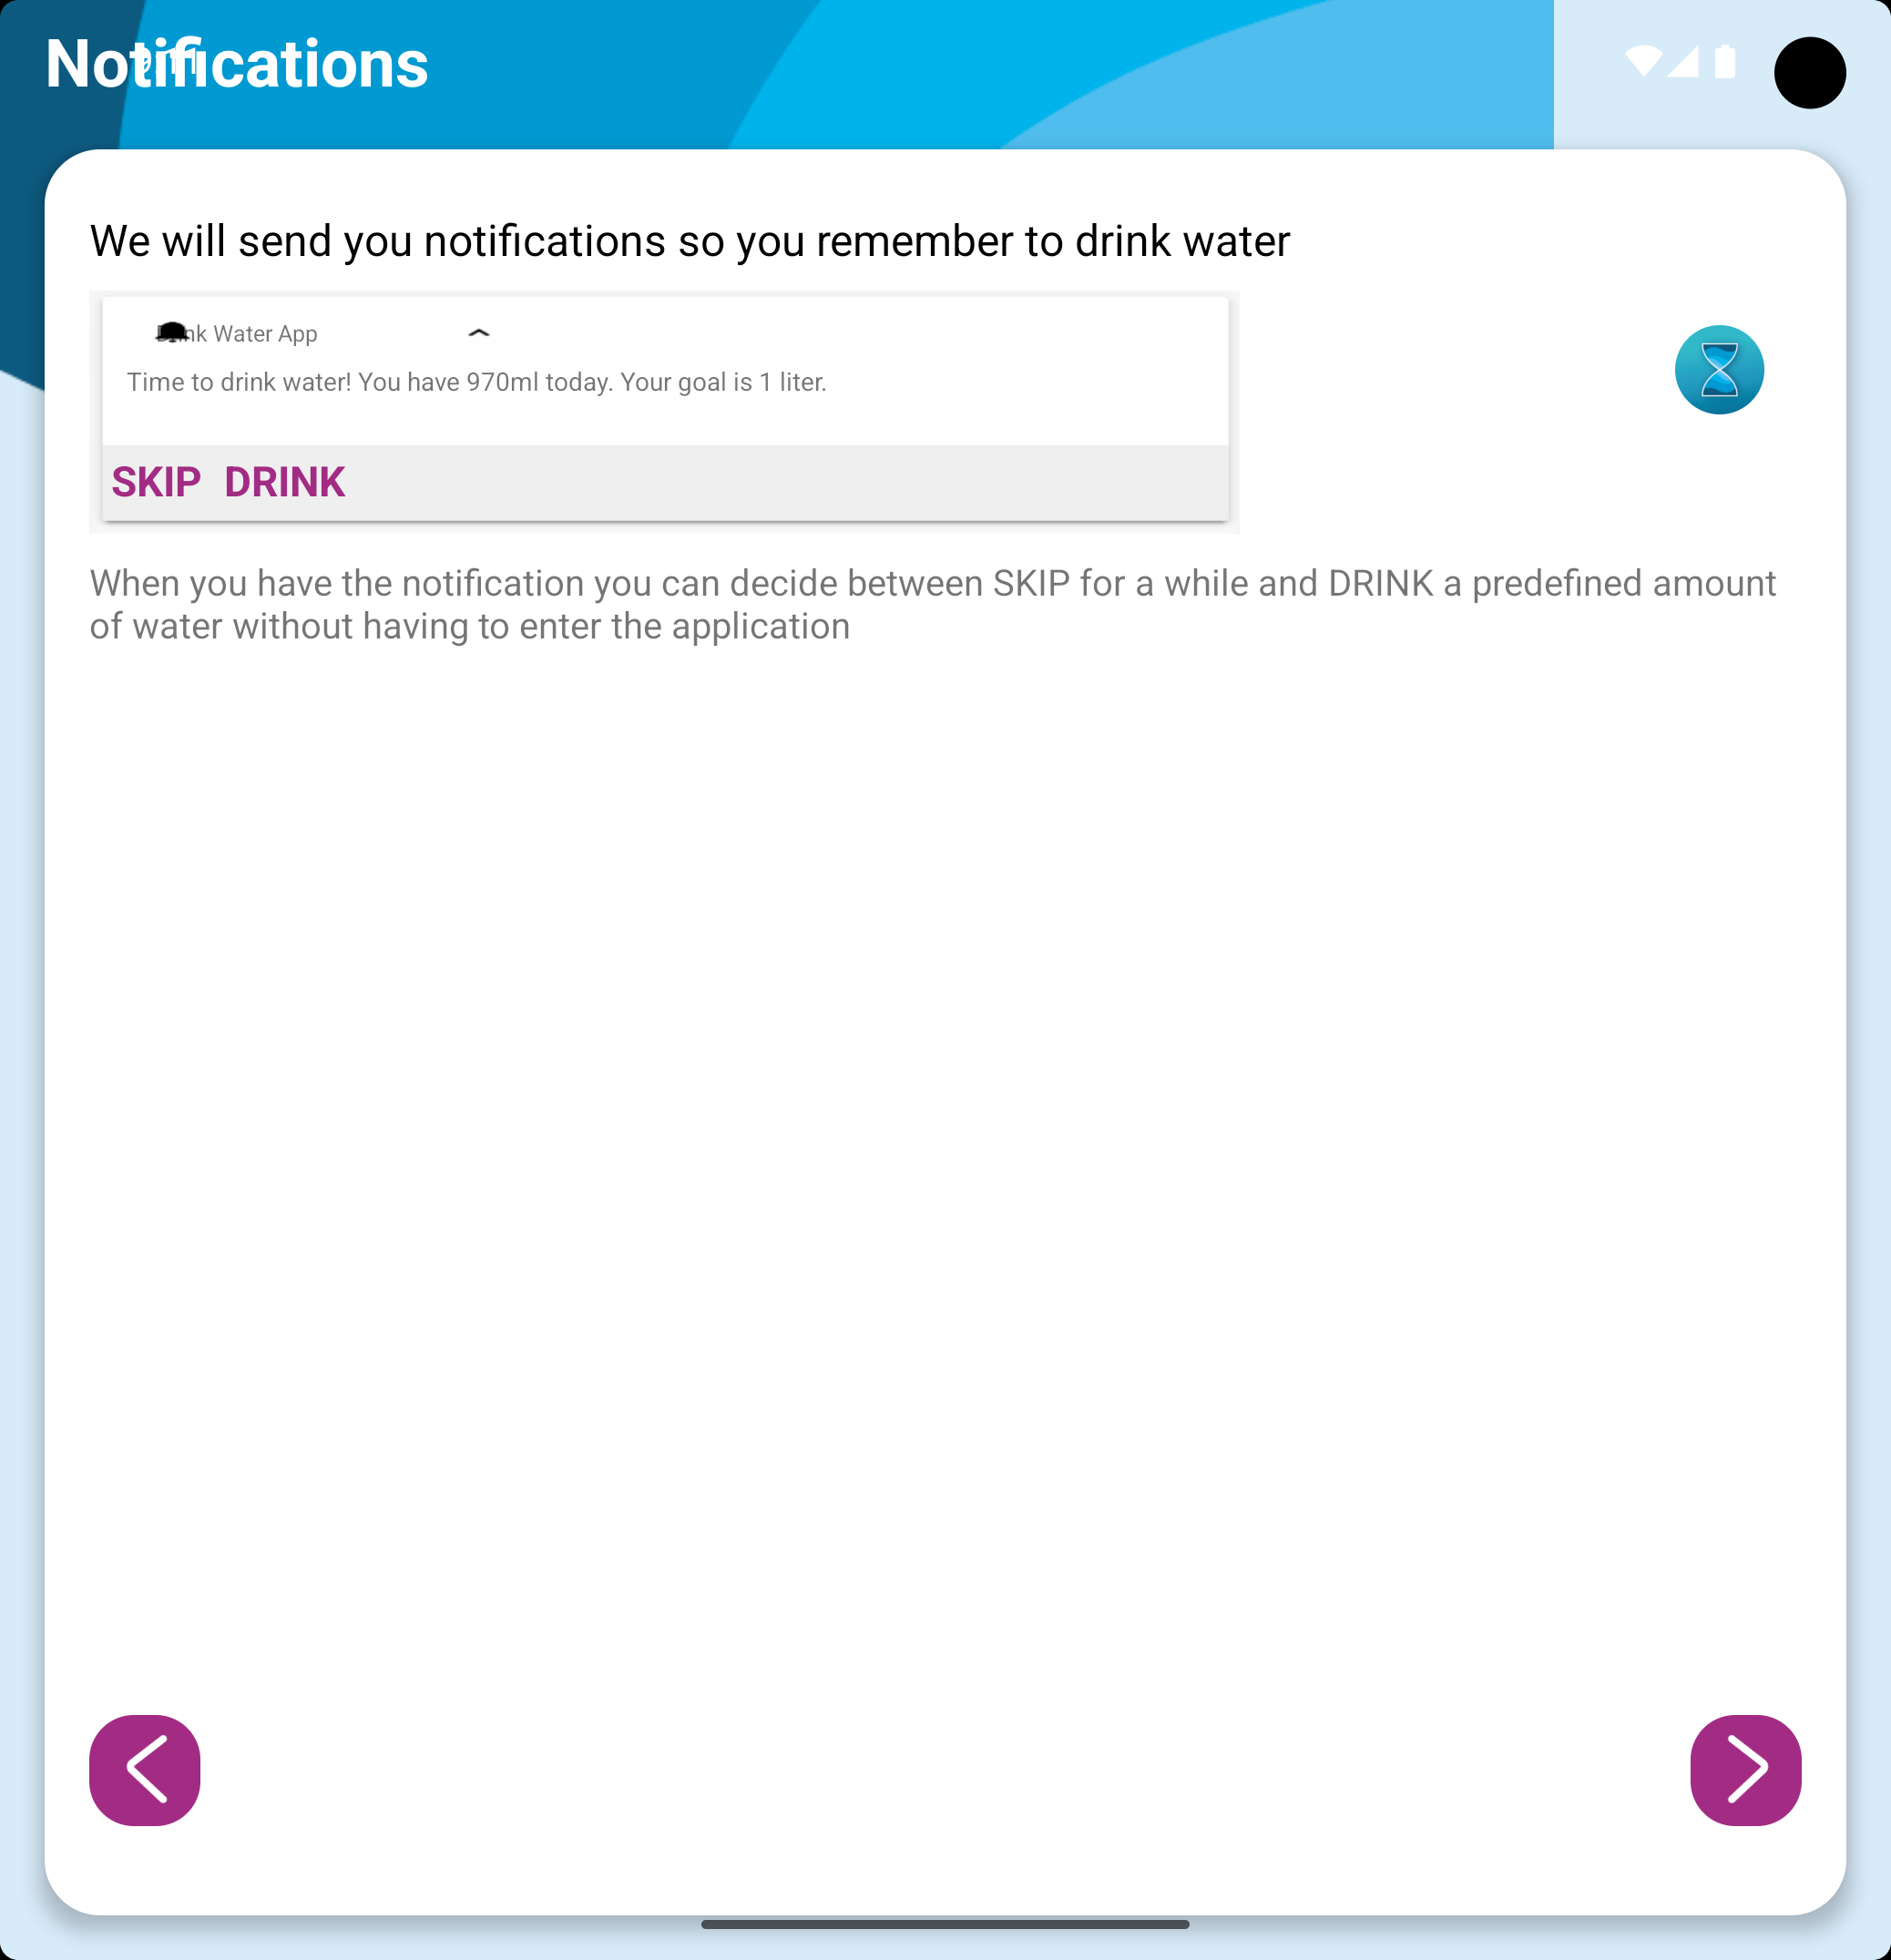 Notifications
We will send you notifications so you remember to drink water
Water App
Time to drink water! You have 970ml today. Your goal is 1 liter.
SKIP DRINK
When you have the notification you can decide between SKIP for a while and DRINK a predefined amount
of water without having to enter the application